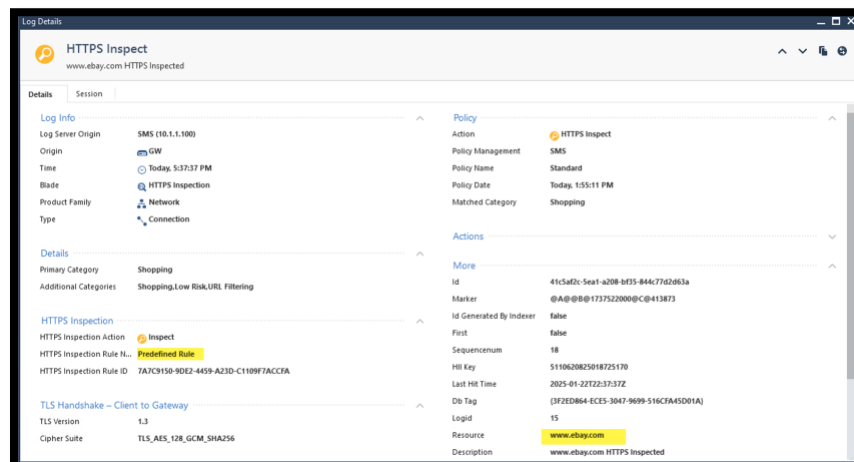 Log Details
HTTPS Inspect
www.ebay.com HTTPS Inspected
Details Session
Log Info
Log Server Origin SMS (10.1.1.100)
Origin GW
Time Today, 5:37:37 PM
Blade HTTPS Inspection
Product Family Network
Type Connection
Details
Primary Category Shopping
Additional Categories Shopping,Low Risk,URL Filtering
HTTPS Inspection
HTTPS Inspection Action Inspect
HTTPS Inspection Rule N... Predefined Rule
HTTPS Inspection Rule ID 7A7C9150-9DE2-4459-A23D-C1109F7ACCFA
TLS Handshake – Client to Gateway
TLS Version 1.3
Cipher Suite TLS_AES_128_GCM_SHA256
Policy
Action HTTPS Inspect
Policy Management SMS
Policy Name Standard
Policy Date Today, 1:55:11 PM
Matched Category Shopping
Actions
More
Id 41c5af2c-5ea1-a208-bf35-844c77d2d63a
Marker @A@@B@1737522000@C@413873
Id Generated By Indexer false
First false
Sequencenum 18
Hll Key 5110620825018725170
Last Hit Time 2025-01-22T22:37:37Z
Db Tag {3F2ED864-ECE5-3047-9699-516CFA45D01A}
Logid 15
Resource www.ebay.com
Description www.ebay.com HTTPS Inspected